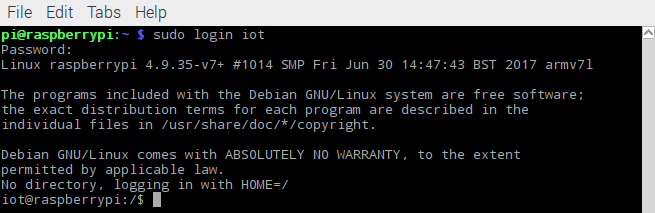 File Edit Tabs Help
pi@raspberrypi:~ $ sudo login iot
Password:
Linux raspberrypi 4.9.35-v7+ #1014 SMP Fri Jun 30 14:47:43 BST 2017 armv7l
The programs included with the Debian GNU/Linux system are free software;
the exact distribution terms for each program are described in the
individual files in /usr/share/doc/*/copyright.
Debian GNU/Linux comes with ABSOLUTELY NO WARRANTY, to the extent
permitted by applicable law.
No directory, logging in with HOME=/
iot@raspberrypi:/$